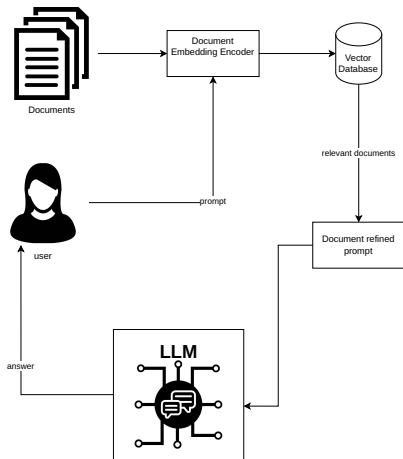 Document
Embedding Encoder
Vector
Database
Documents
relevant documents
prompt
Document refined
prompt
user
LLM
answer